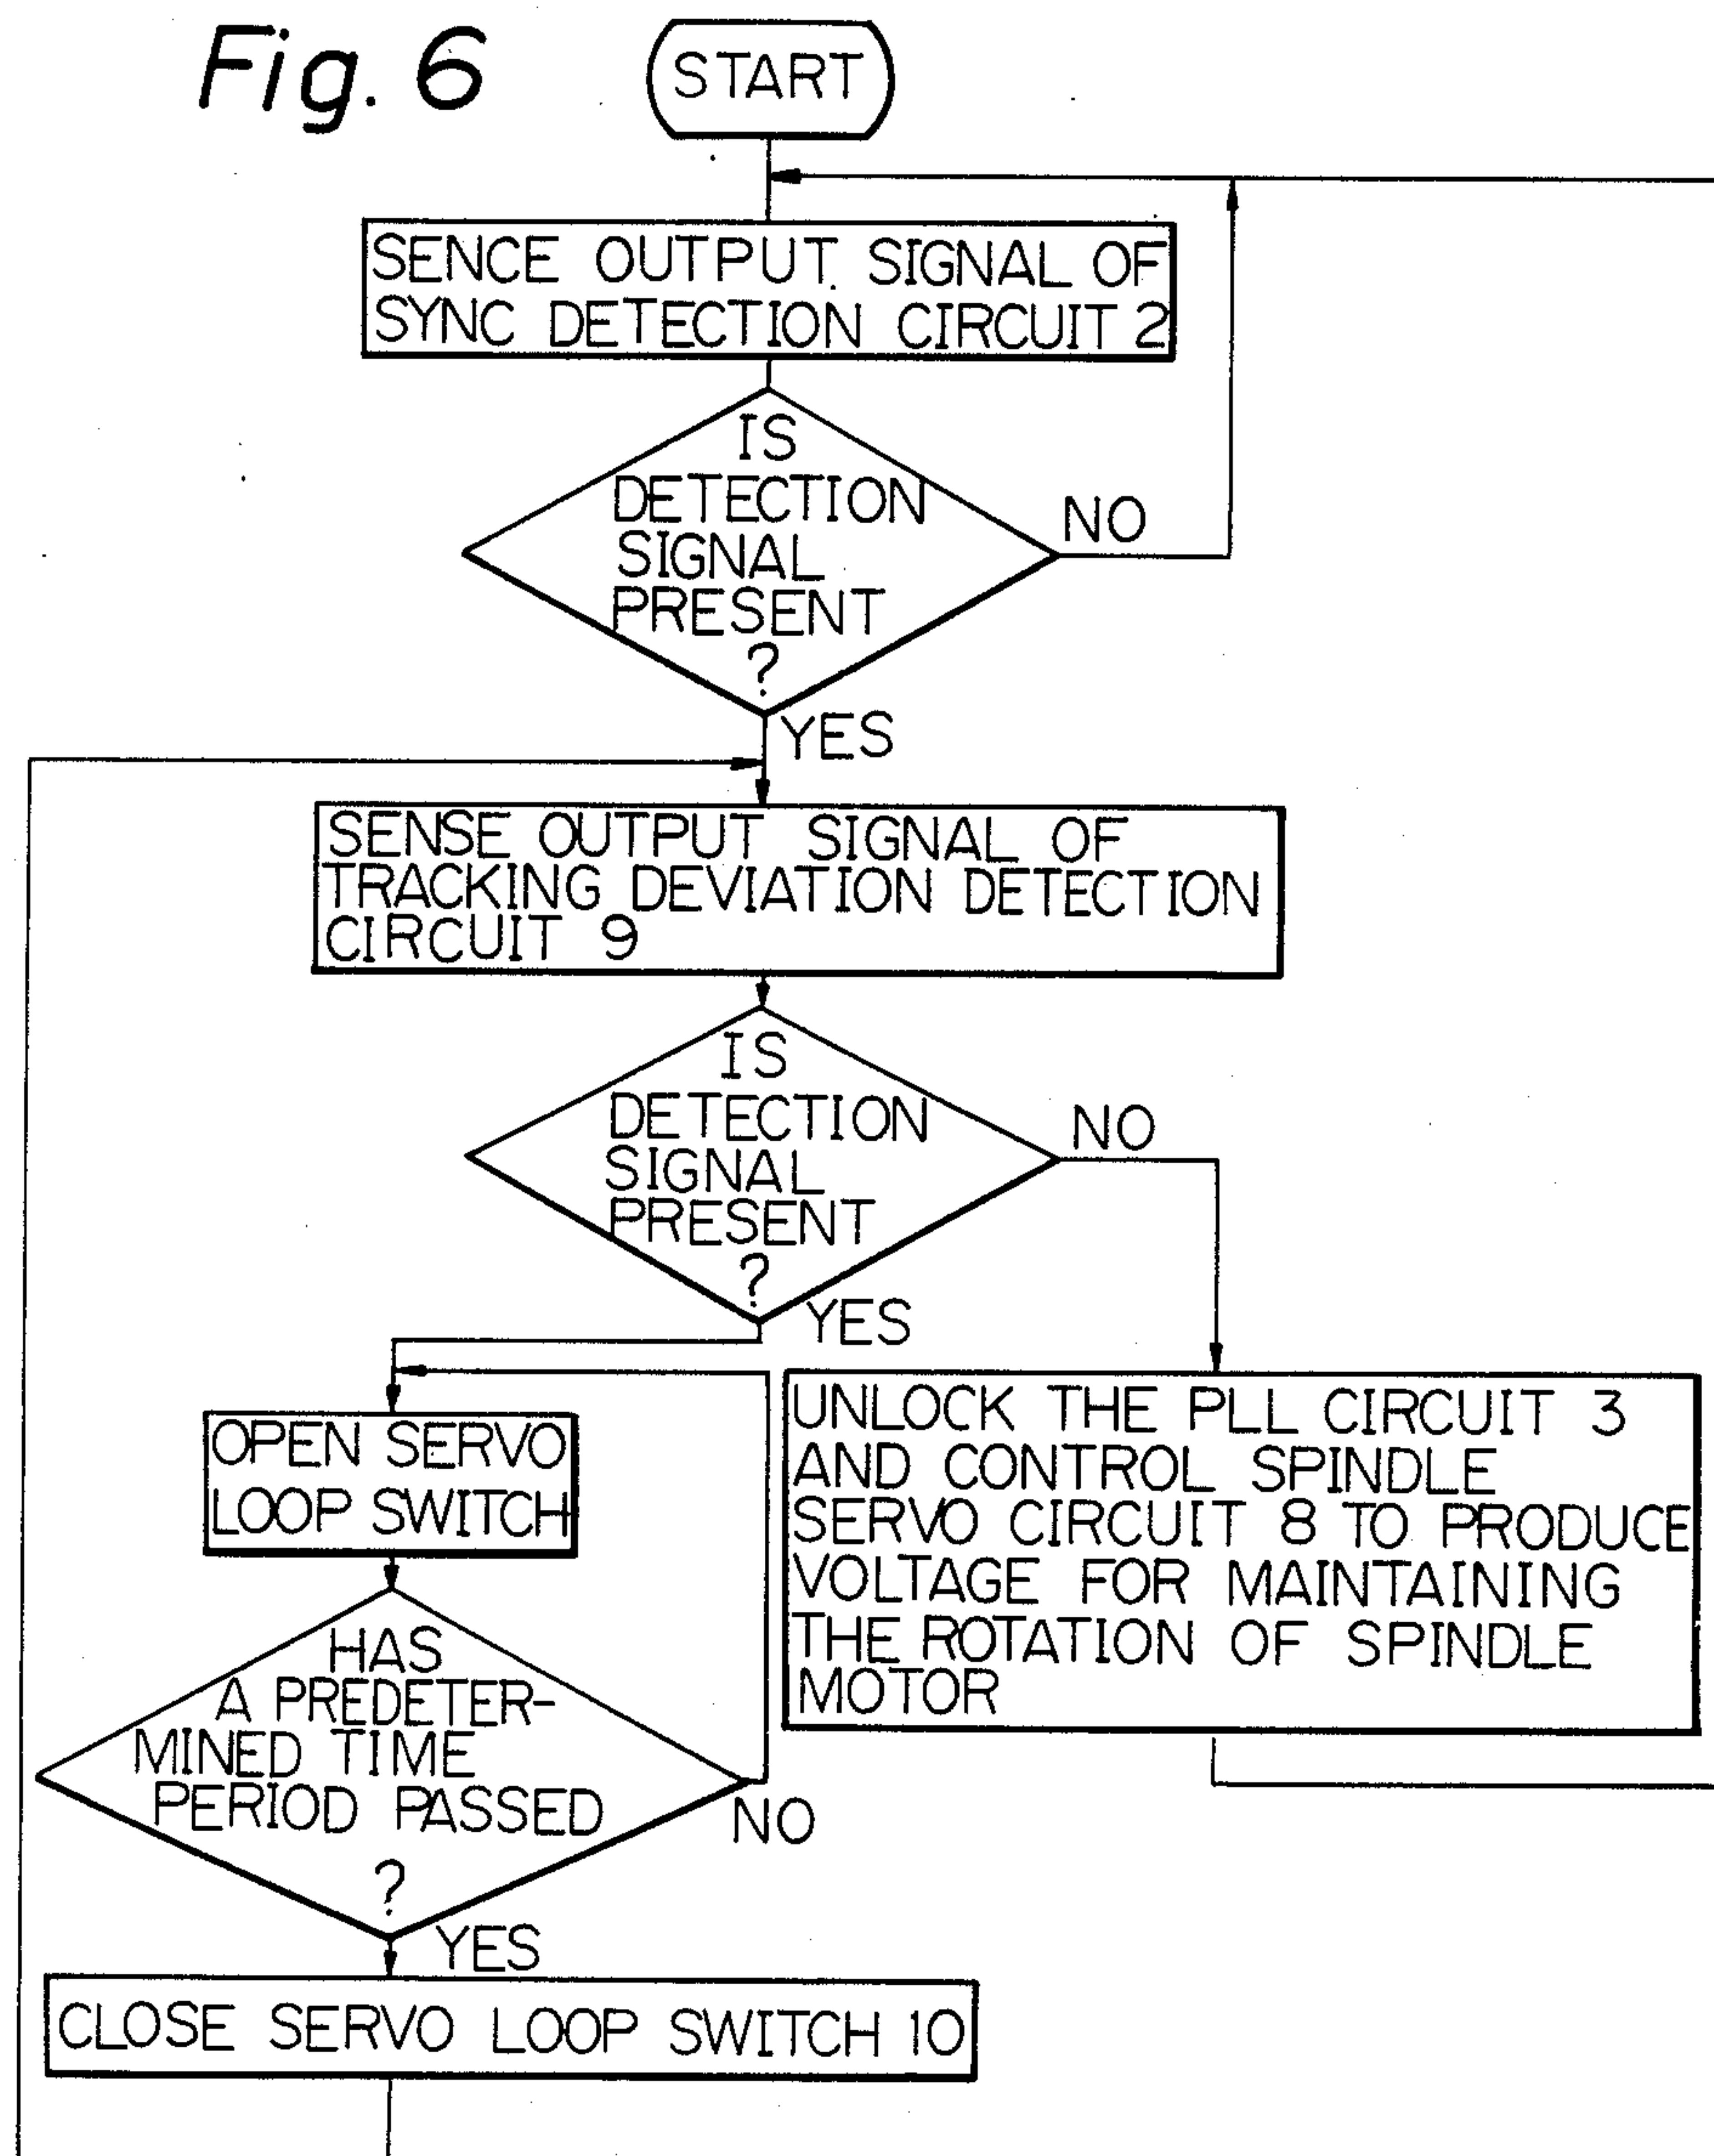 Fig. 6
START
SENCE OUTPUT SIGNAL OF
SYNC DETECTION CIRCUIT 2
IS
DETECTION
SIGNAL
PRESENT
?
NO
YES
SENSE OUTPUT SIGNAL OF
TRACKING DEVIATION DETECTION
CIRCUIT 9
IS
DETECTION
SIGNAL
PRESENT
?
NO
YES
OPEN SERVO
LOOP SWITCH
UNLOCK THE PLL CIRCUIT 3
AND CONTROL SPINDLE
SERVO CIRCUIT 8 TO PRODUCE
VOLTAGE FOR MAINTAINING
THE ROTATION OF SPINDLE
MOTOR
HAS
A PREDETER-
MINED TIME
PERIOD PASSED
?
NO
YES
CLOSE SERVO LOOP SWITCH 10